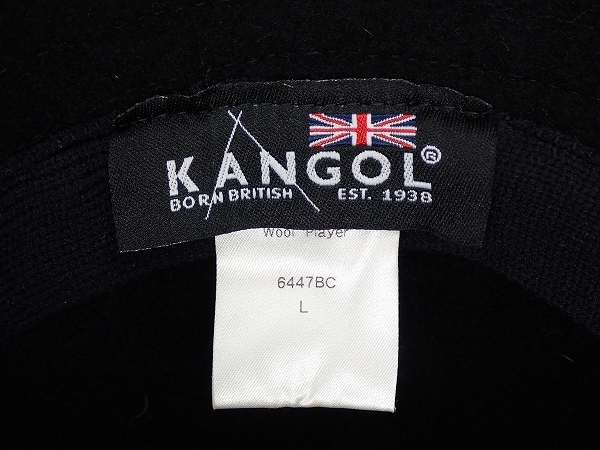 KANGOL®
BORN BRITISH EST. 1938
Wool Player
6447BC
L